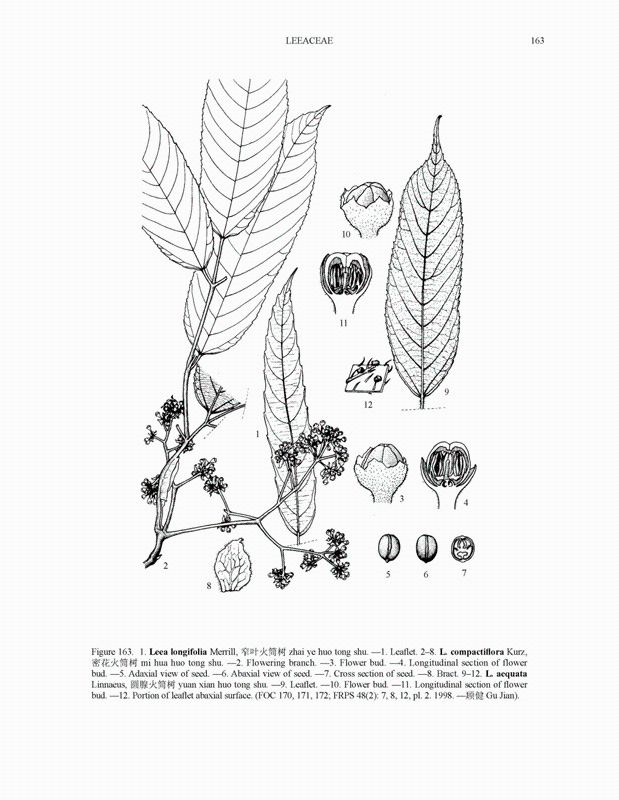 LEEACEAE 163
10
11
12
9
1
3
4
2
8
5
6
7
Figure 163. 1. Leea longifolia Merrill, 窄叶火筒树 zhai ye huo tong shu. —1. Leaflet. 2–8. L. compactiflora Kurz,
密花火筒树 mi hua huo tong shu. —2. Flowering branch. —3. Flower bud. —4. Longitudinal section of flower
bud. —5. Adaxial view of seed. —6. Abaxial view of seed. —7. Cross section of seed. —8. Bract. 9–12. L. aequata
Linnaeus, 圆腺火筒树 yuan xian huo tong shu. —9. Leaflet. —10. Flower bud. —11. Longitudinal section of flower
bud. —12. Portion of leaflet abaxial surface. (FOC 170, 171, 172; FRPS 48(2): 7, 8, 12, pl. 2. 1998. —顾健 Gu Jian).